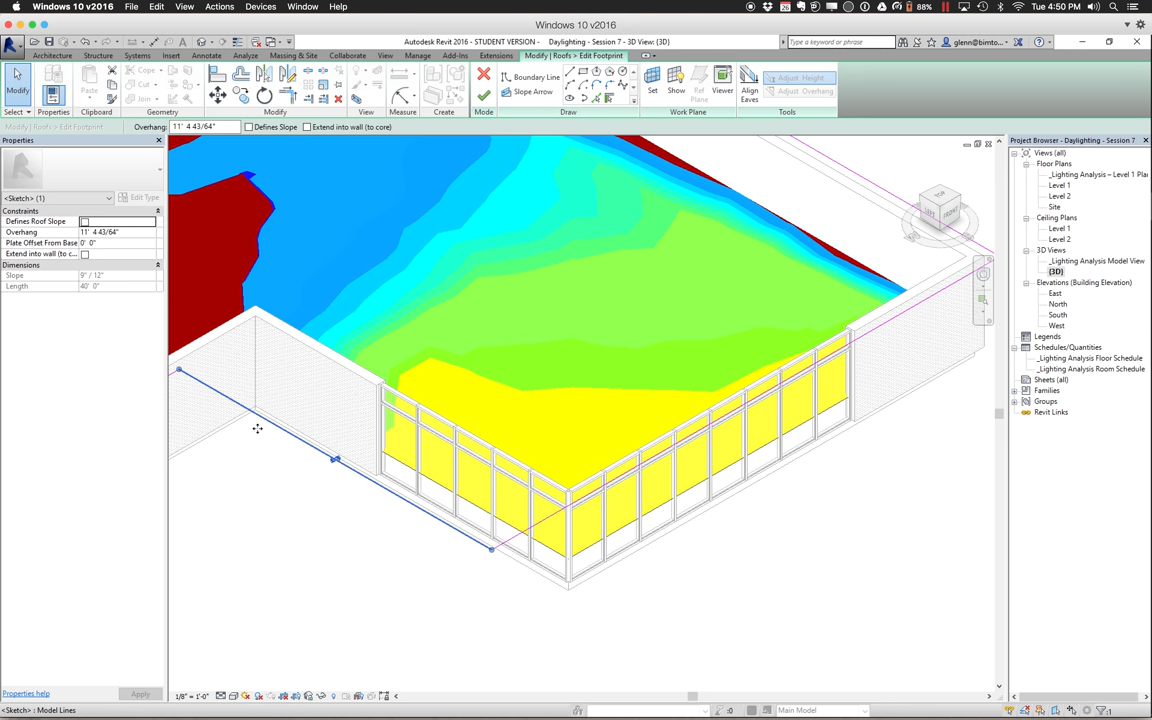 Windows 10 v2016 File Edit View Actions Devices Window Help
26 88% Tue 4:50 PM
Windows 10 v2016
Autodesk Revit 2016 - STUDENT VERSION - Daylighting - Session 7 - 3D View: {3D}
Type a keyword or phrase
glenn@bimto...
Architecture Structure Systems Insert Annotate Analyze Massing & Site Collaborate View Manage Add-Ins Extensions Modify | Roofs > Edit Footprint
Modify Paste Cope Cut Join Boundary Line Slope Arrow Set Show Ref Plane Viewer Align Eaves Adjust Height Adjust Overhang
Select Properties Clipboard Geometry Modify View Measure Create Mode Draw Work Plane Tools
Modify | Roofs > Edit Footprint Overhang: 11' 4 43/64" Defines Slope Extend into wall (to core)
Properties
<Sketch> (1) Edit Type
Constraints
Defines Roof Slope
Overhang 11' 4 43/64"
Plate Offset From Base 0' 0"
Extend into wall (to c...
Dimensions
Slope 9" / 12"
Length 40' 0"
Properties help Apply
TOP
LEFT FRONT
Project Browser - Daylighting - Session 7
Views (all)
Floor Plans
_Lighting Analysis – Level 1 Pla
Level 1
Level 2
Site
Ceiling Plans
Level 1
Level 2
3D Views
_Lighting Analysis Model View
{3D}
Elevations (Building Elevation)
East
North
South
West
Legends
Schedules/Quantities
_Lighting Analysis Floor Schedule
_Lighting Analysis Room Schedule
Sheets (all)
Families
Groups
Revit Links
1/8" = 1'-0"
<Sketch> : Model Lines
:0 Main Model :1